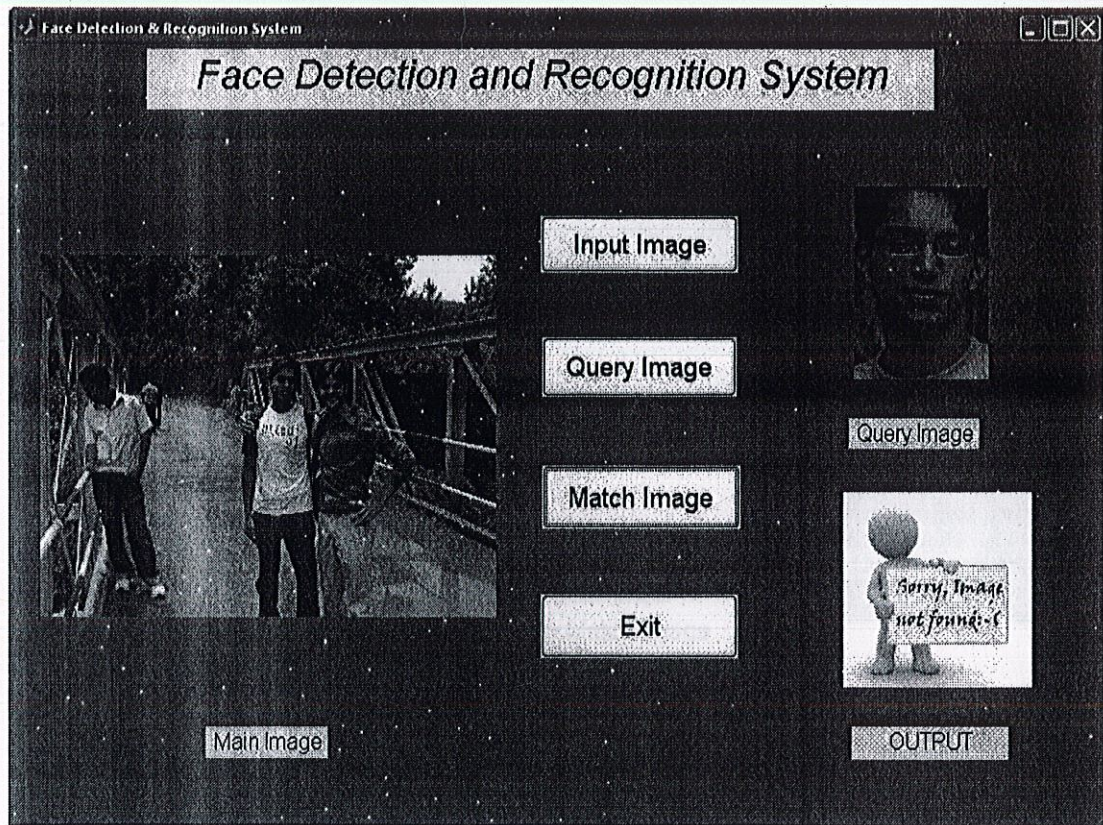 Face Detection & Recognition System
Face Detection and Recognition System
Input Image
Query Image
Match Image
Exit
Main Image
Query Image
Sorry, Image
not found:-(
OUTPUT